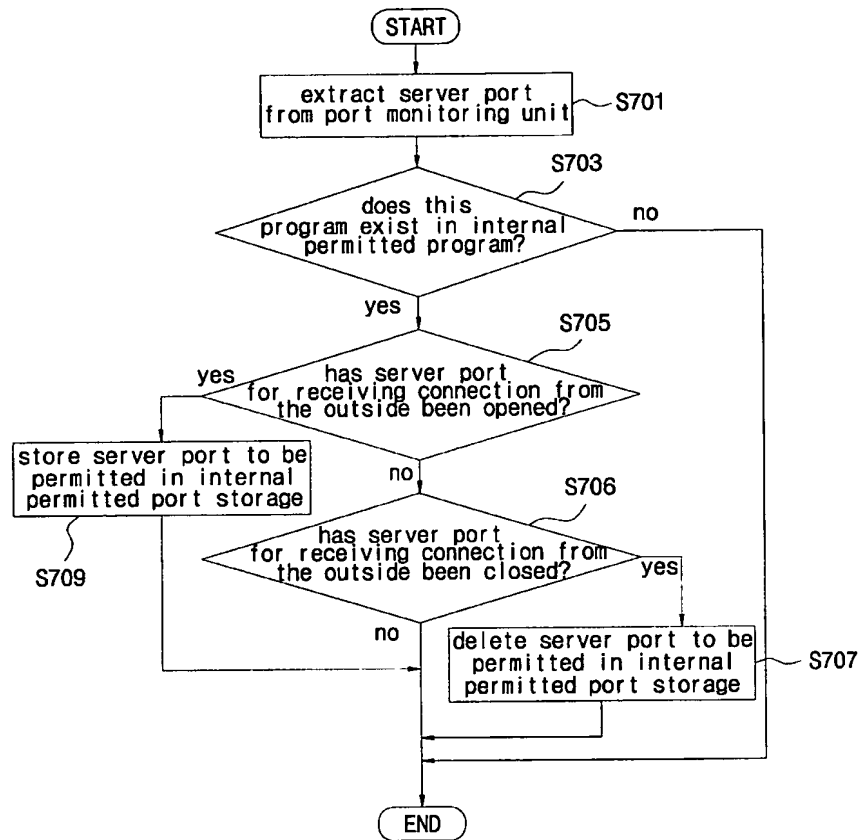 START
extract server port
from port monitoring unit
S701
S703
does this
program exist in internal
permitted program?
no
yes
S705
yes
has server port
for receiving connection from
the outside been opened?
store server port to be
permitted in internal
permitted port storage
no
S706
S709
has server port
for receiving connection from
the outside been closed?
yes
no
delete server port to be
permitted in internal
permitted port storage
S707
END